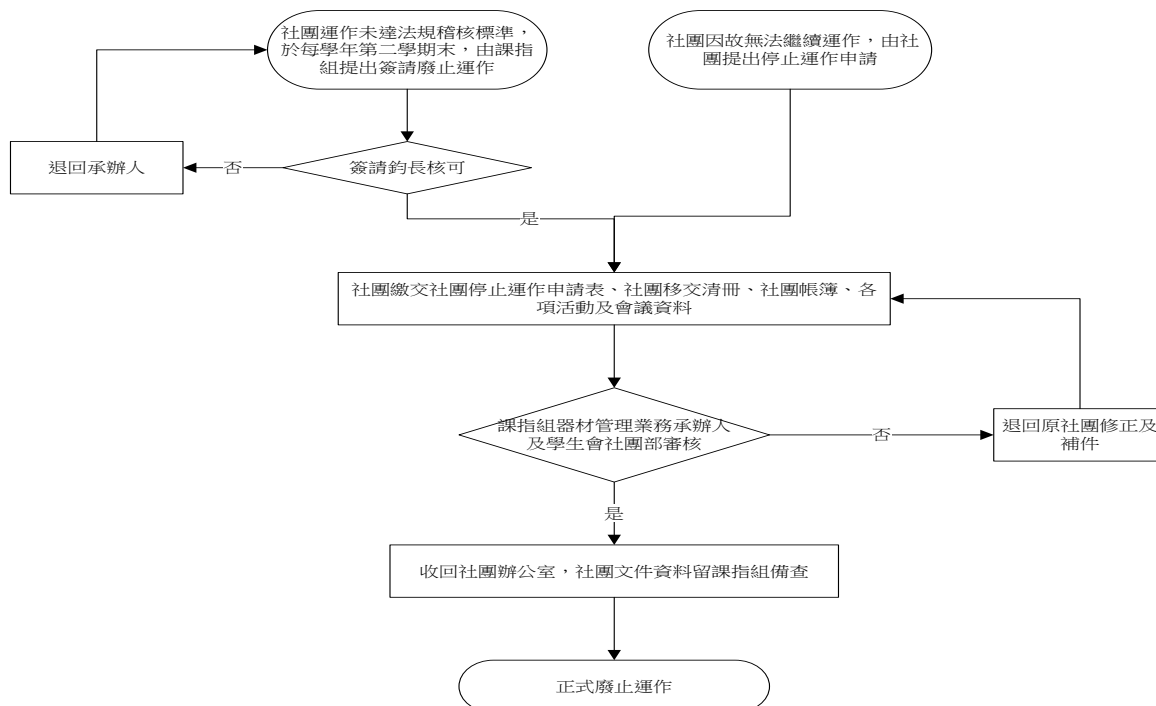 社團運作未達法規稽核標準，
於每學年第二學期末，由課指
組提出簽請廢止運作
社團因故無法繼續運作，由社
團提出停止運作申請
退回承辦人
否
簽請鈞長核可
是
社團繳交社團停止運作申請表、社團移交清冊、社團帳簿、各
項活動及會議資料
課指組器材管理業務承辦人
及學生會社團部審核
否
退回原社團修正及
補件
是
收回社團辦公室，社團文件資料留課指組備查
正式廢止運作